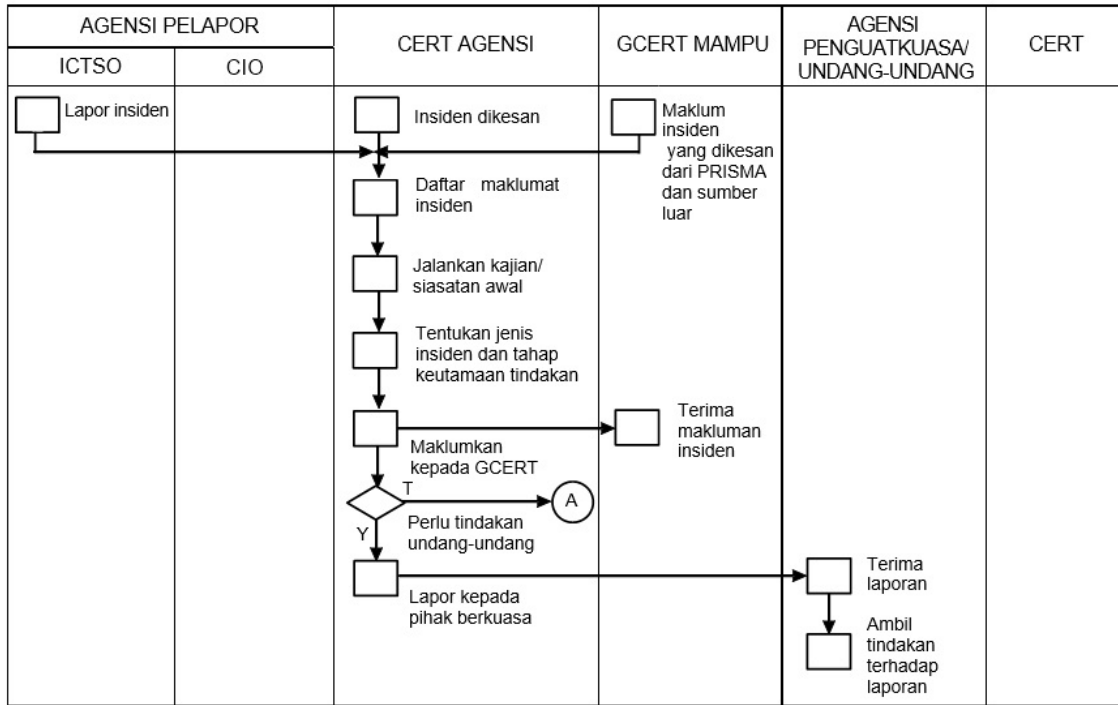 AGENSI PELAPOR
ICTSO
CIO
CERT AGENSI
GCERT MAMPU
AGENSI
PENGUATKUASA/
UNDANG-UNDANG
CERT
Lapor insiden
Insiden dikesan
Maklum
insiden
yang dikesan
dari PRISMA
dan sumber
luar
Daftar maklumat
insiden
Jalankan kajian/
siasatan awal
Tentukan jenis
insiden dan tahap
keutamaan tindakan
Maklumkan
kepada GCERT
Terima
makluman
insiden
T
A
Y
Perlu tindakan
undang-undang
Lapor kepada
pihak berkuasa
Terima
laporan
Ambil
tindakan
terhadap
laporan